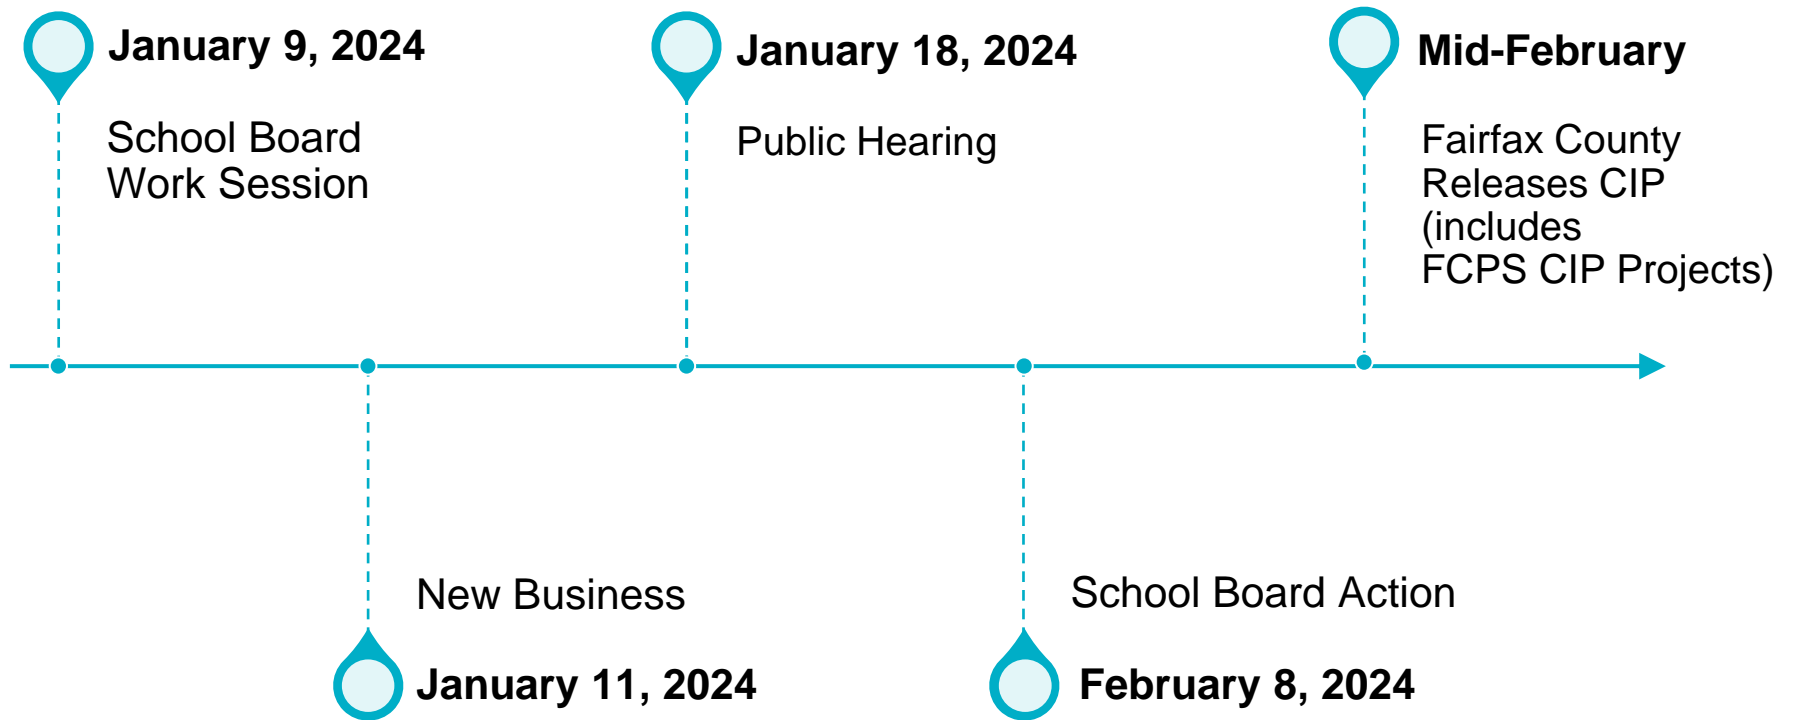 January 9, 2024
School Board
Work Session
January 18, 2024
Public Hearing
Mid-February
Fairfax County
Releases CIP
(includes
FCPS CIP Projects)
New Business
January 11, 2024
School Board Action
February 8, 2024